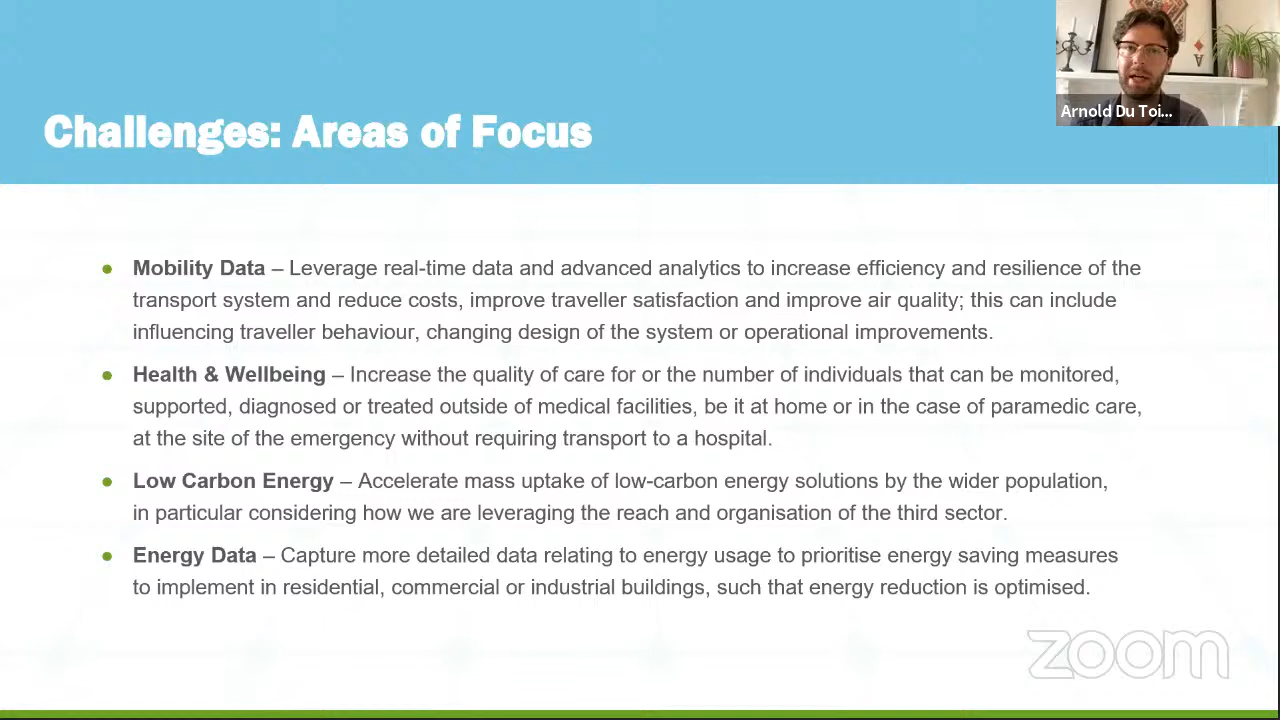 Arnold Du Toi...
Challenges: Areas of Focus
Mobility Data – Leverage real-time data and advanced analytics to increase efficiency and resilience of the
transport system and reduce costs, improve traveller satisfaction and improve air quality; this can include
influencing traveller behaviour, changing design of the system or operational improvements.
Health & Wellbeing – Increase the quality of care for or the number of individuals that can be monitored,
supported, diagnosed or treated outside of medical facilities, be it at home or in the case of paramedic care,
at the site of the emergency without requiring transport to a hospital.
Low Carbon Energy – Accelerate mass uptake of low-carbon energy solutions by the wider population,
in particular considering how we are leveraging the reach and organisation of the third sector.
Energy Data – Capture more detailed data relating to energy usage to prioritise energy saving measures
to implement in residential, commercial or industrial buildings, such that energy reduction is optimised.
zoom